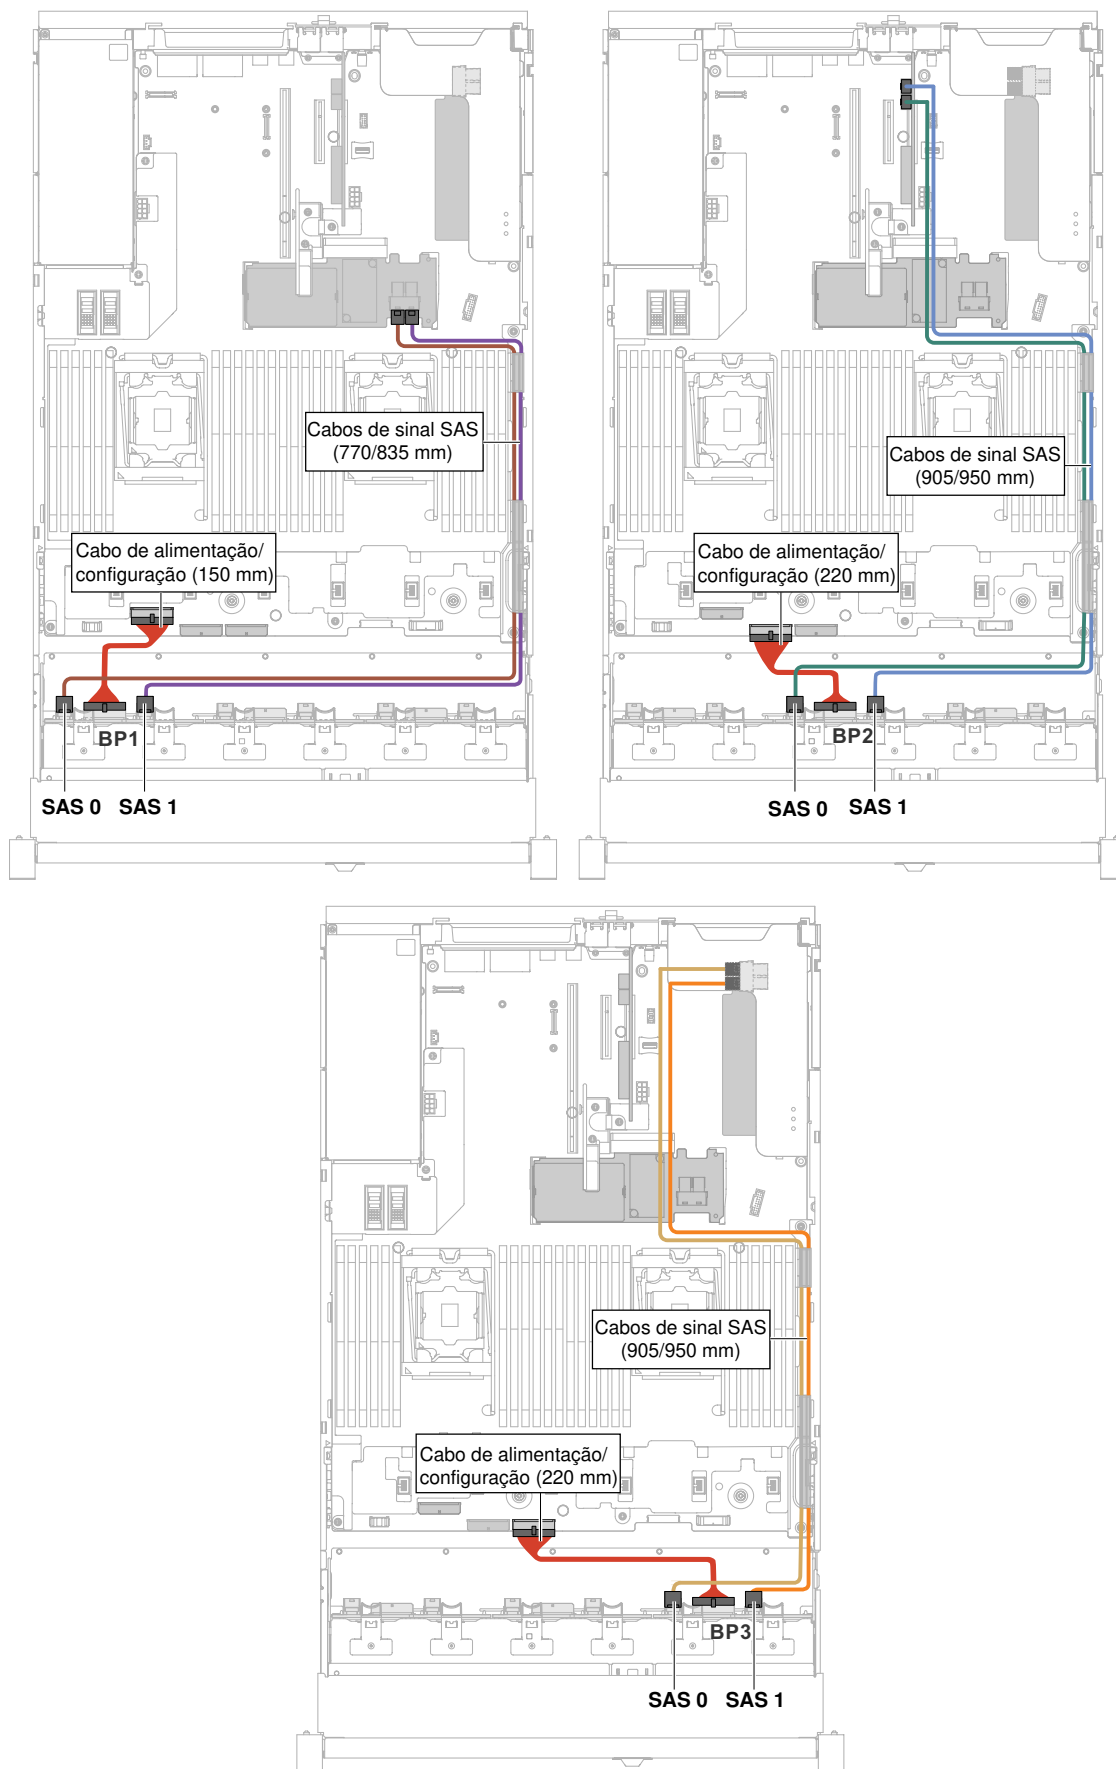 Cabos de sinal SAS
(770/835 mm)
Cabo de alimentação/
configuração (150 mm)
BP1
SAS 0 SAS 1
Cabos de sinal SAS
(905/950 mm)
Cabo de alimentação/
configuração (220 mm)
BP2
SAS 0 SAS 1
Cabos de sinal SAS
(905/950 mm)
Cabo de alimentação/
configuração (220 mm)
BP3
SAS 0 SAS 1